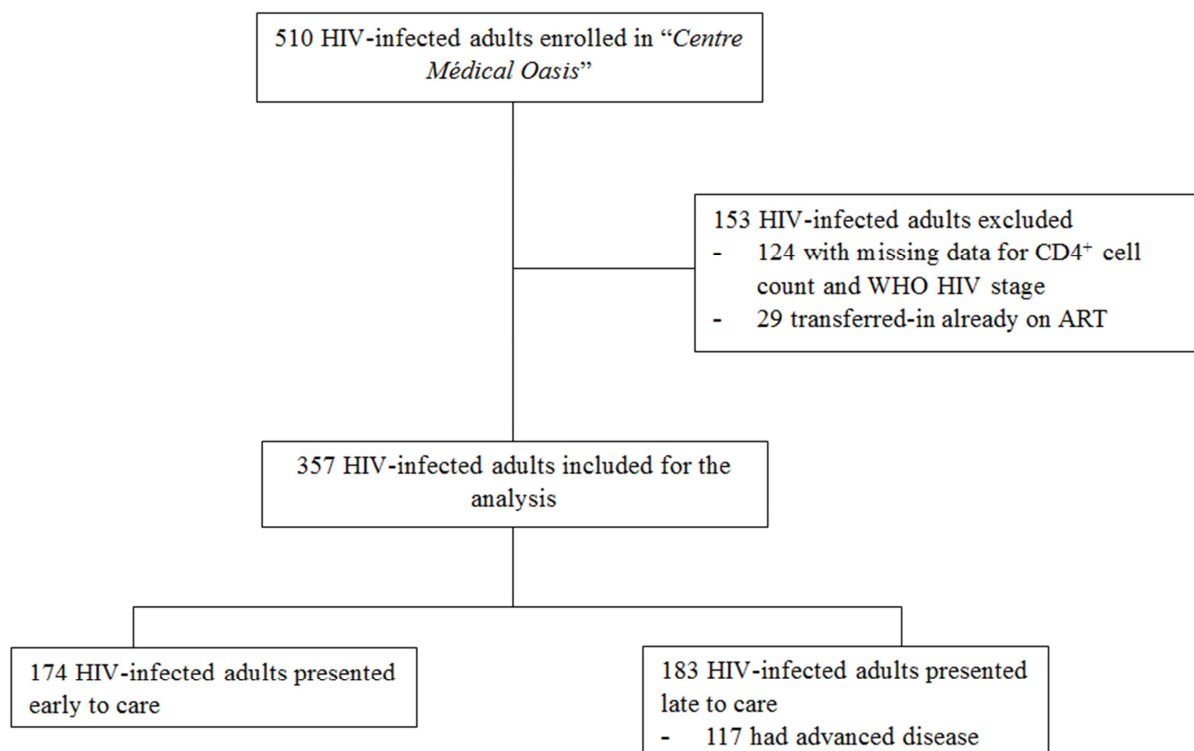 510 HIV-infected adults enrolled in “Centre
Médical Oasis”
153 HIV-infected adults excluded
- 124 with missing data for CD4⁺ cell
count and WHO HIV stage
- 29 transferred-in already on ART
357 HIV-infected adults included for the
analysis
174 HIV-infected adults presented
early to care
183 HIV-infected adults presented
late to care
- 117 had advanced disease